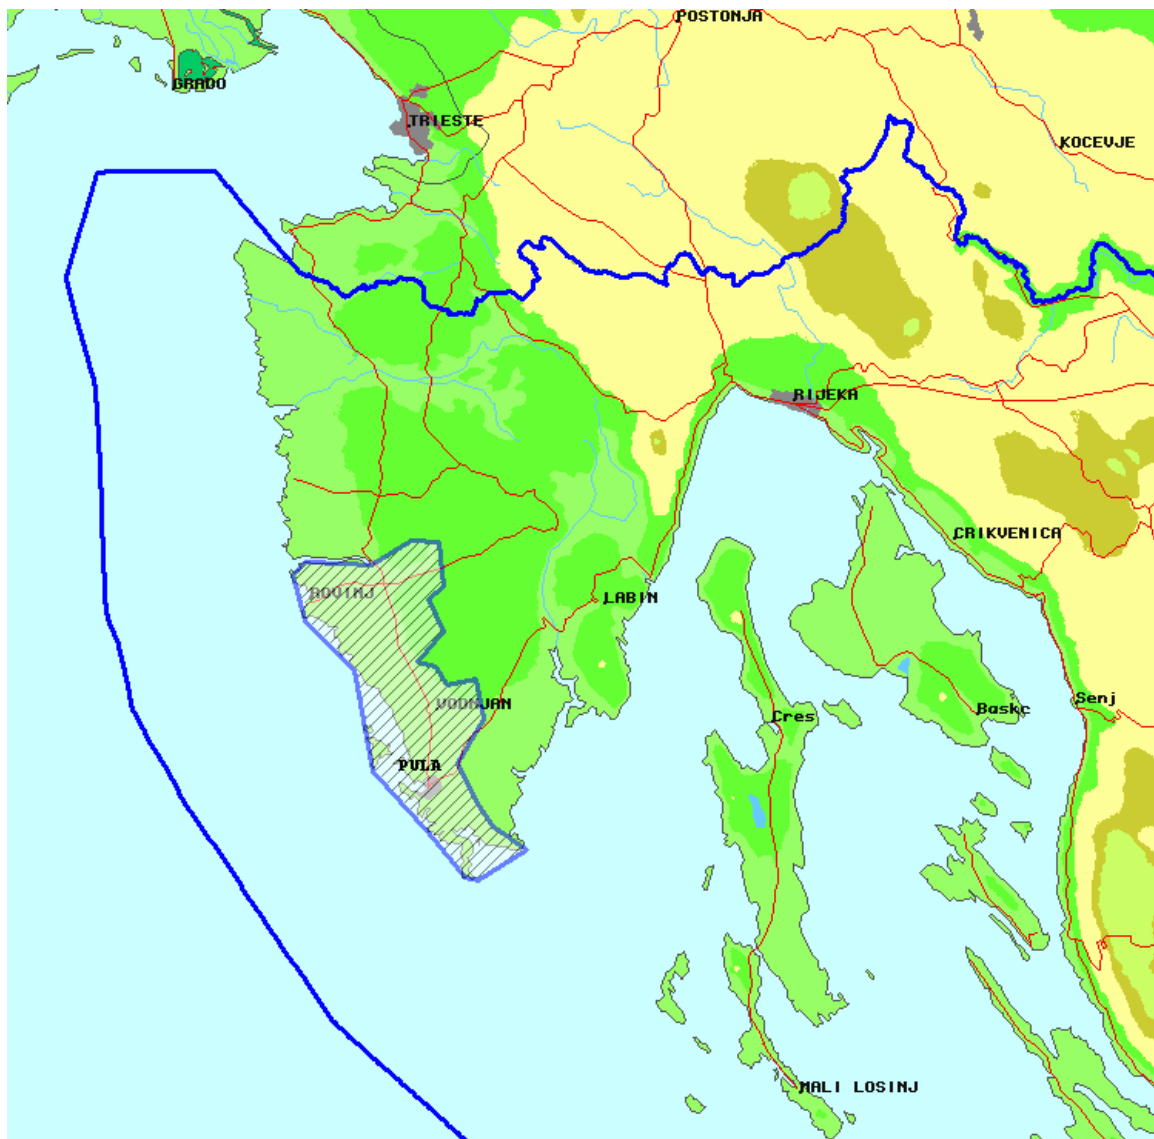 POSTONJA
GRADO
TRIESTE
KOCEVJE
RIJEKA
CRIKVENICA
ROVINJ
LABIN
VODNJAN
Cres
Baskc
Senj
PULA
MALI LOSINJ